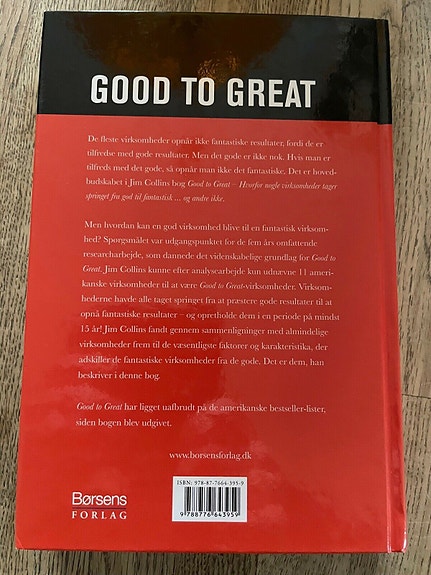 GOOD TO GREAT
De fleste virksomheder opnår ikke fantastiske resultater, fordi de er
tilfredse med gode resultater. Men det gode er ikke nok. Hvis man er
tilfreds med det gode, så opnår man ikke det fantastiske. Det er hoved-
budskabet i Jim Collins bog Good to Great – Hvorfor nogle virksomheder tager
springet fra god til fantastisk ... og andre ikke.
Men hvordan kan en god virksomhed blive til en fantastisk virksom-
hed? Spørgsmålet var udgangspunktet for de fem års omfattende
researcharbejde, som dannede det videnskabelige grundlag for Good to
Great. Jim Collins kunne efter analysearbejde kun udnævne 11 ameri-
kanske virksomheder til at være Good to Great-virksomheder. Virksom-
hederne havde alle taget springet fra at præstere gode resultater til at
opnå fantastiske resultater – og opretholde dem i en periode på mindst
15 år! Jim Collins fandt gennem sammenligninger med almindelige
virksomheder frem til de væsentligste faktorer og karakteristika, der
adskiller de fantastiske virksomheder fra de gode. Det er dem, han
beskriver i denne bog.
Good to Great har ligget uafbrudt på de amerikanske bestseller-lister,
siden bogen blev udgivet.
www.borsensforlag.dk
ISBN: 978-87-7664-395-9
9 788776 643959
Børsens
FORLAG